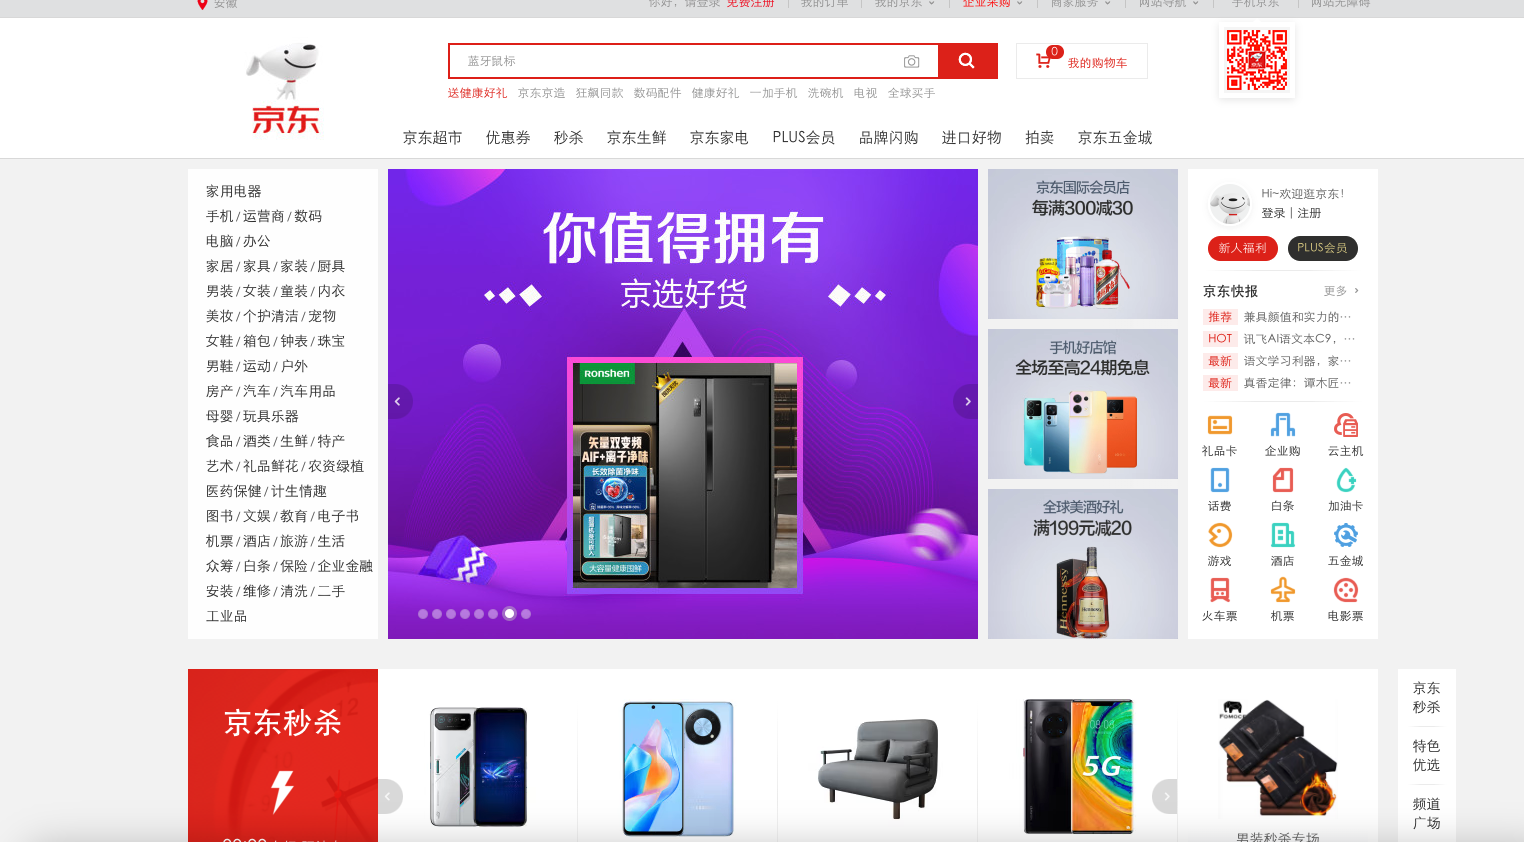 安徽
你好，请登录 免费注册 我的订单 我的京东 企业采购 商家服务 网站导航 手机京东 网站无障碍
京东
蓝牙鼠标
0 我的购物车
送健康好礼 京东京造 狂飙同款 数码配件 健康好礼 一加手机 洗碗机 电视 全球买手
京东超市 优惠券 秒杀 京东生鲜 京东家电 PLUS会员 品牌闪购 进口好物 拍卖 京东五金城
家用电器
手机 / 运营商 / 数码
电脑 / 办公
家居 / 家具 / 家装 / 厨具
男装 / 女装 / 童装 / 内衣
美妆 / 个护清洁 / 宠物
女鞋 / 箱包 / 钟表 / 珠宝
男鞋 / 运动 / 户外
房产 / 汽车 / 汽车用品
母婴 / 玩具乐器
食品 / 酒类 / 生鲜 / 特产
艺术 / 礼品鲜花 / 农资绿植
医药保健 / 计生情趣
图书 / 文娱 / 教育 / 电子书
机票 / 酒店 / 旅游 / 生活
众筹 / 白条 / 保险 / 企业金融
安装 / 维修 / 清洗 / 二手
工业品
你值得拥有
京选好货
Ronshen
矢量双变频
AIF+离子净味
长效除菌净味
大容量健康囤鲜
京东国际会员店
每满300减30
手机好店馆
全场至高24期免息
全球美酒好礼
满199元减20
Hennessy
Hi~欢迎逛京东!
登录 | 注册
新人福利 PLUS会员
京东快报 更多
推荐 兼具颜值和实力的···
HOT 讯飞AI语文本C9，···
最新 语文学习利器，家···
最新 真香定律：谭木匠···
礼品卡 企业购 云主机
话费 白条 加油卡
游戏 酒店 五金城
火车票 机票 电影票
京东秒杀
08:08
5G
FOMOCE
男装秒杀专场
京东
秒杀
特色
优选
频道
广场